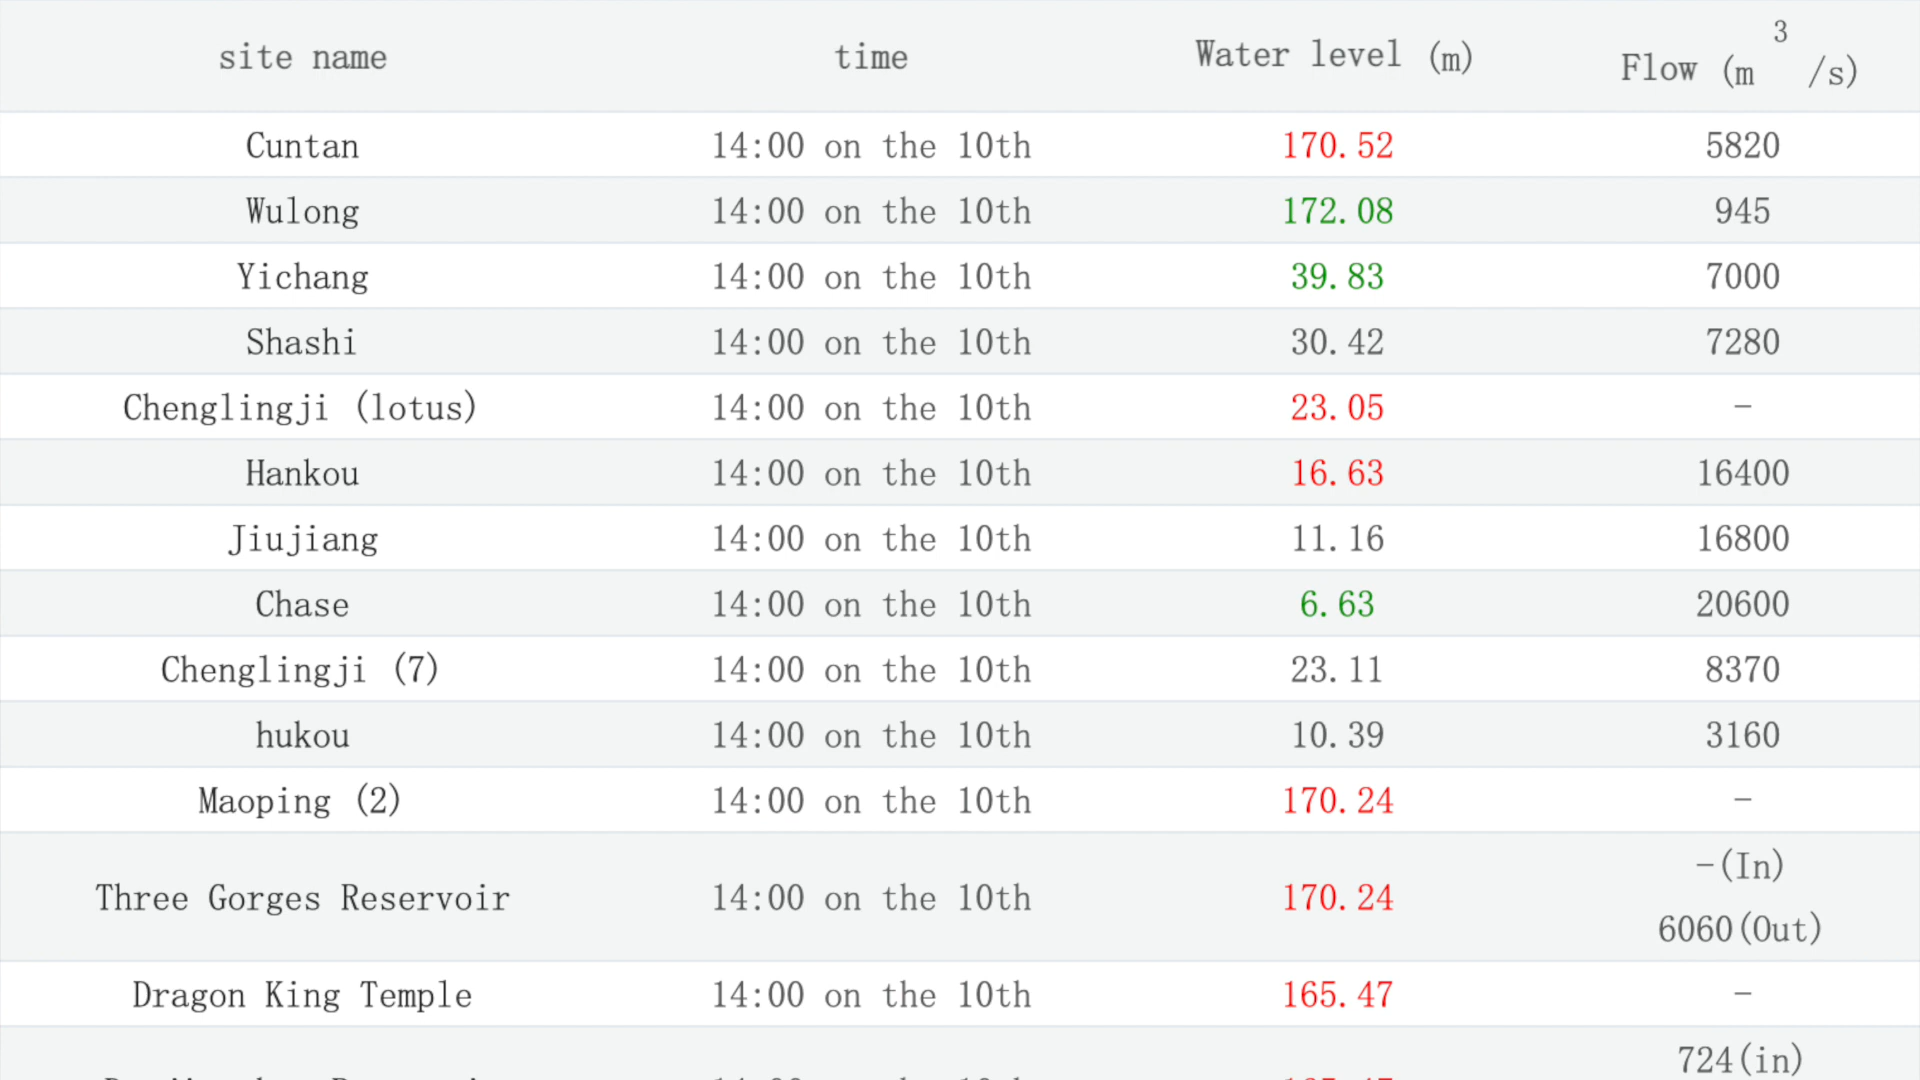 site name time Water level (m) Flow (m3/s)
Cuntan 14:00 on the 10th 170.52 5820
Wulong 14:00 on the 10th 172.08 945
Yichang 14:00 on the 10th 39.83 7000
Shashi 14:00 on the 10th 30.42 7280
Chenglingji (lotus) 14:00 on the 10th 23.05 -
Hankou 14:00 on the 10th 16.63 16400
Jiujiang 14:00 on the 10th 11.16 16800
Chase 14:00 on the 10th 6.63 20600
Chenglingji (7) 14:00 on the 10th 23.11 8370
hukou 14:00 on the 10th 10.39 3160
Maoping (2) 14:00 on the 10th 170.24 -
Three Gorges Reservoir 14:00 on the 10th 170.24 -(In)
6060(Out)
Dragon King Temple 14:00 on the 10th 165.47 -
724(in)